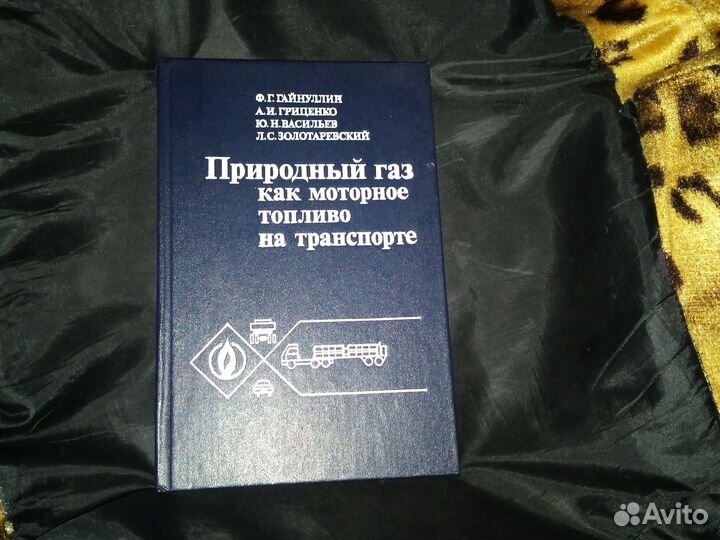 Ф.Г.ГАЙНУЛЛИН
А.И.ГРИЦЕНКО
Ю.Н.ВАСИЛЬЕВ
Л.С.ЗОЛОТАРЕВСКИЙ
Природный газ
как моторное
топливо
на транспорте
Avito